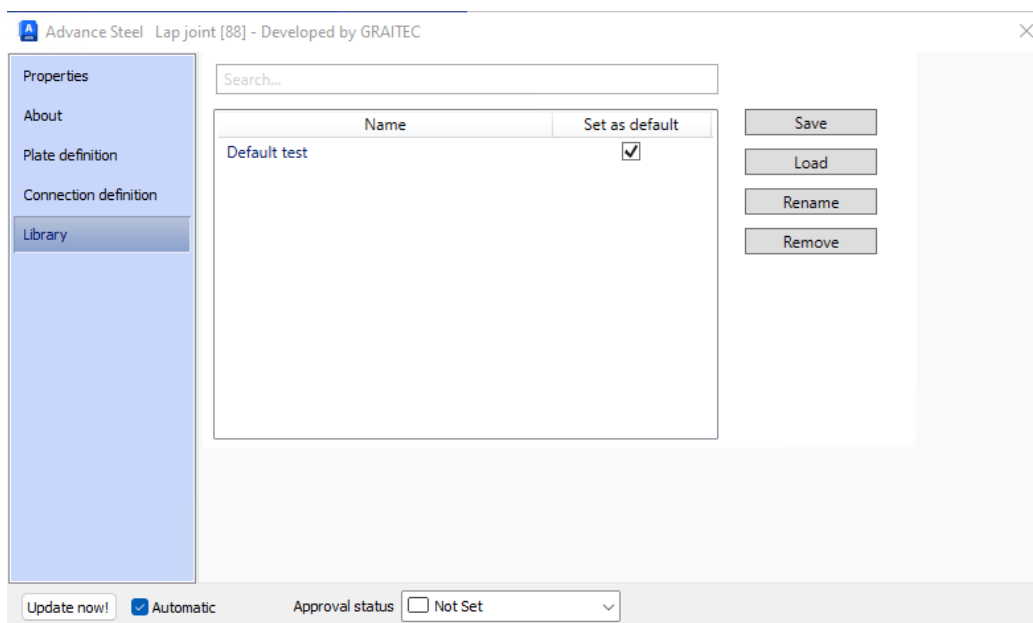 Advance Steel Lap joint [88] - Developed by GRAITEC
Properties
About
Plate definition
Connection definition
Library
Search...
Name Set as default
Default test
Save
Load
Rename
Remove
Update now! Automatic Approval status Not Set